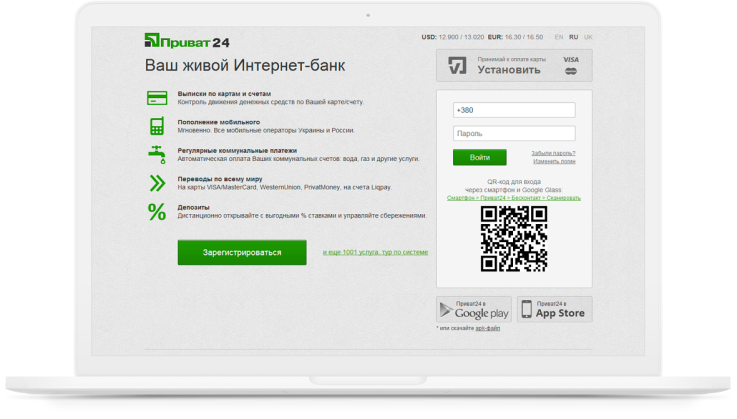 Приват24
USD: 12 900 / 13 020 EUR: 16.30 / 16.50 EN RU UK
Ваш живой Интернет-банк
Принимай к оплате карты
Установить
VISA
Выписки по картам и счетам
Контроль движения денежных средств по Вашей карте/счету.
Пополнение мобильного
Мгновенно. Все мобильные операторы Украины и России.
Регулярные коммунальные платежи
Автоматическая оплата Ваших коммунальных счетов: вода, газ и другие услуги.
Переводы по всему миру
На карты VISA/MasterCard, WesternUnion, PrivatMoney, на счета Liqpay.
% Депозиты
Дистанционно открывайте с выгодными % ставками и управляйте сбережениями.
Зарегистрироваться
и еще 1001 услуга, тур по системе
+380
Пароль
Войти
Забыли пароль?
Изменить логин
QR-код для входа
через смартфон и Google Glass:
Смартфон > Приват24 > Бесконтакт > Сканировать
Приват24 в
Google play
Приват24 в
App Store
* или скачайте apk-файл